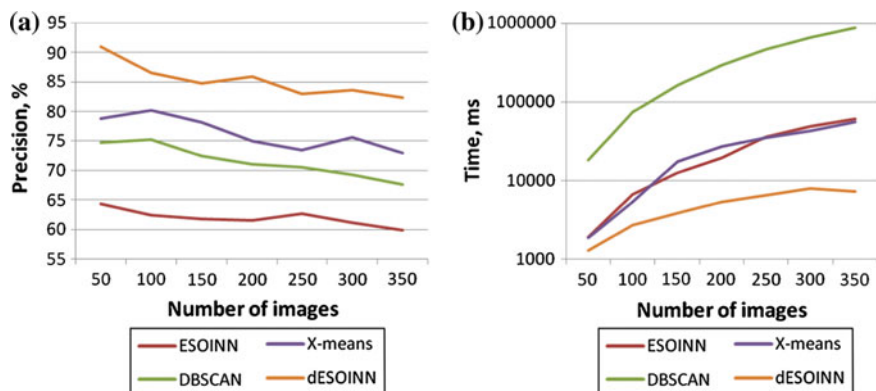 (a)
95
90
85
80
75
70
65
60
55
Precision, %
50 100 150 200 250 300 350
Number of images
ESOINN X-means
DBSCAN dESOINN
(b)
1000000
100000
10000
1000
Time, ms
50 100 150 200 250 300 350
Number of images
ESOINN X-means
DBSCAN dESOINN